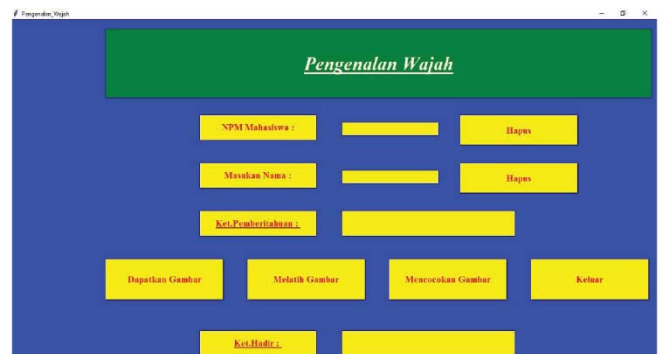 Pengenalan_Wajah
Pengenalan Wajah
NPM Mahasiswa :
Hapus
Masukan Nama :
Hapus
Ket.Pemberitahuan :
Dapatkan Gambar
Melatih Gambar
Mencocokan Gambar
Keluar
Ket.Hadir :